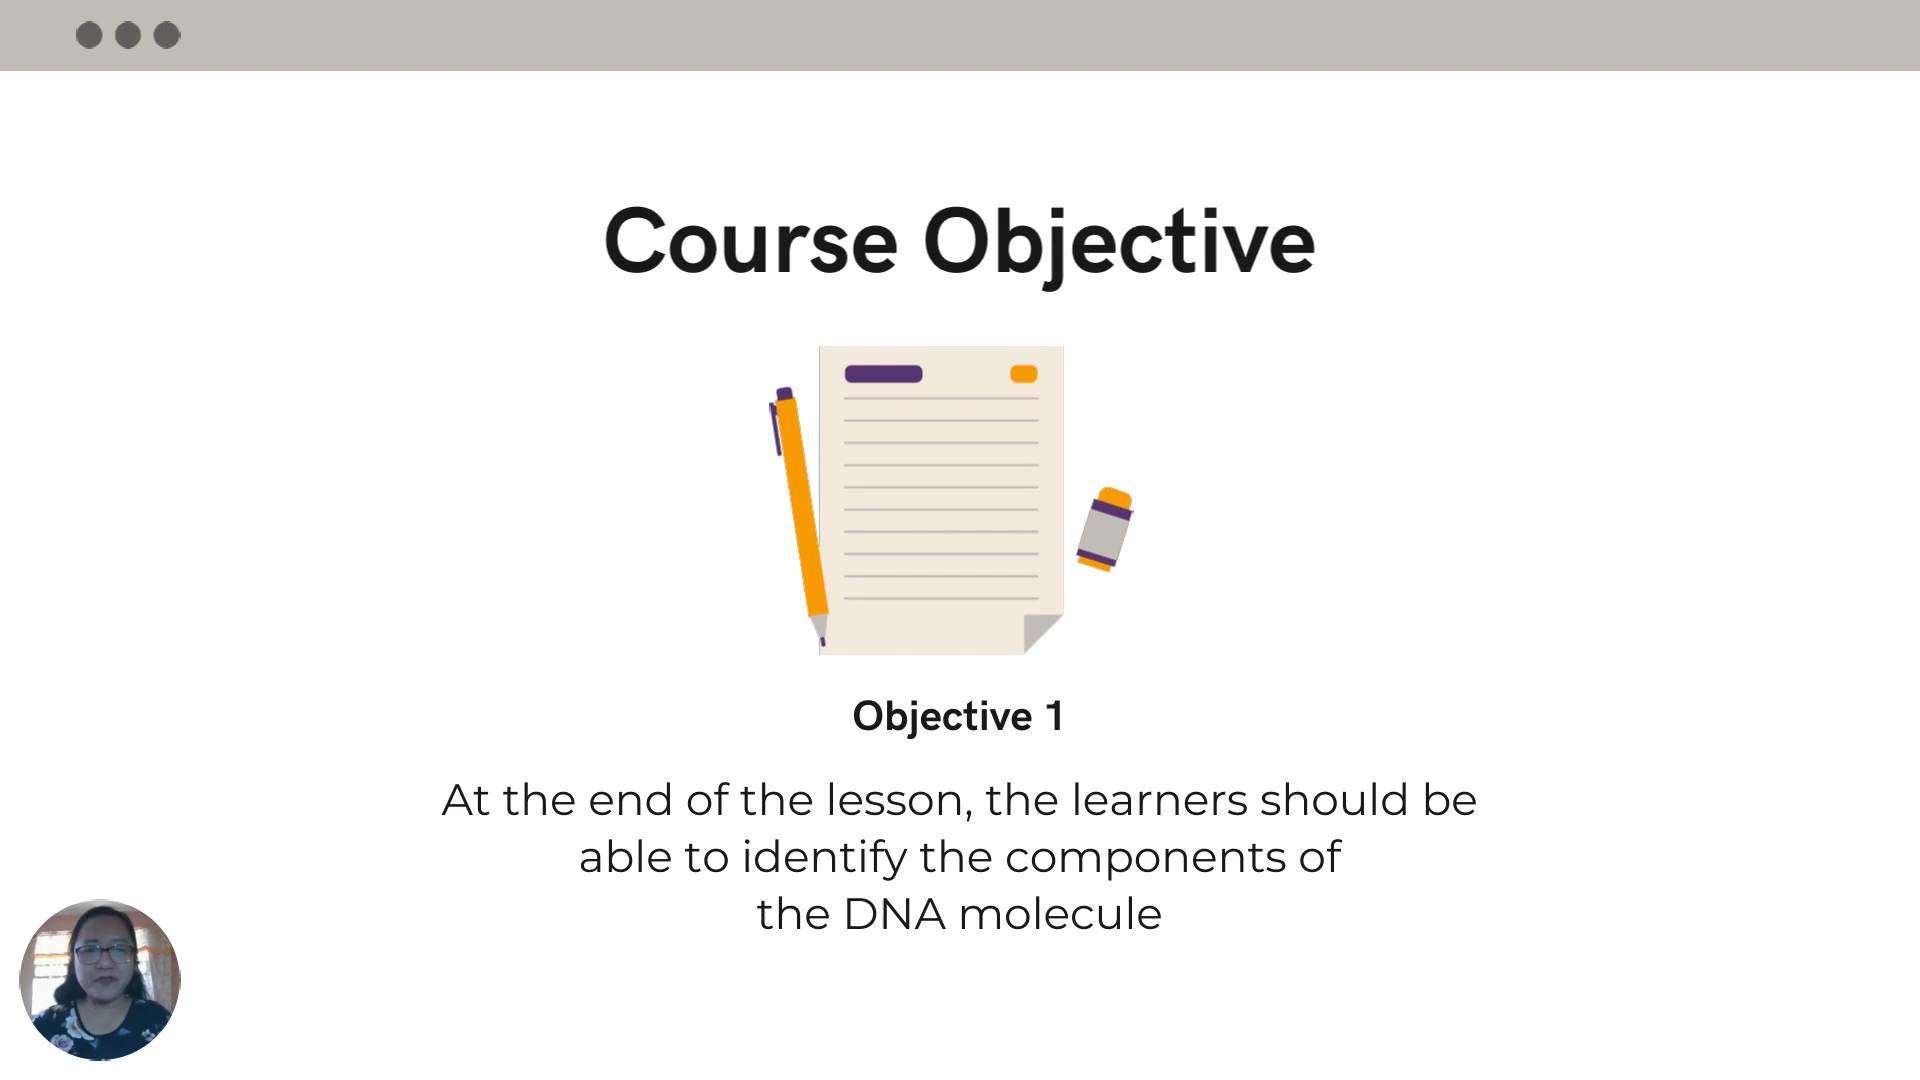 Course Objective
Objective 1
At the end of the lesson, the learners should be
able to identify the components of
the DNA molecule